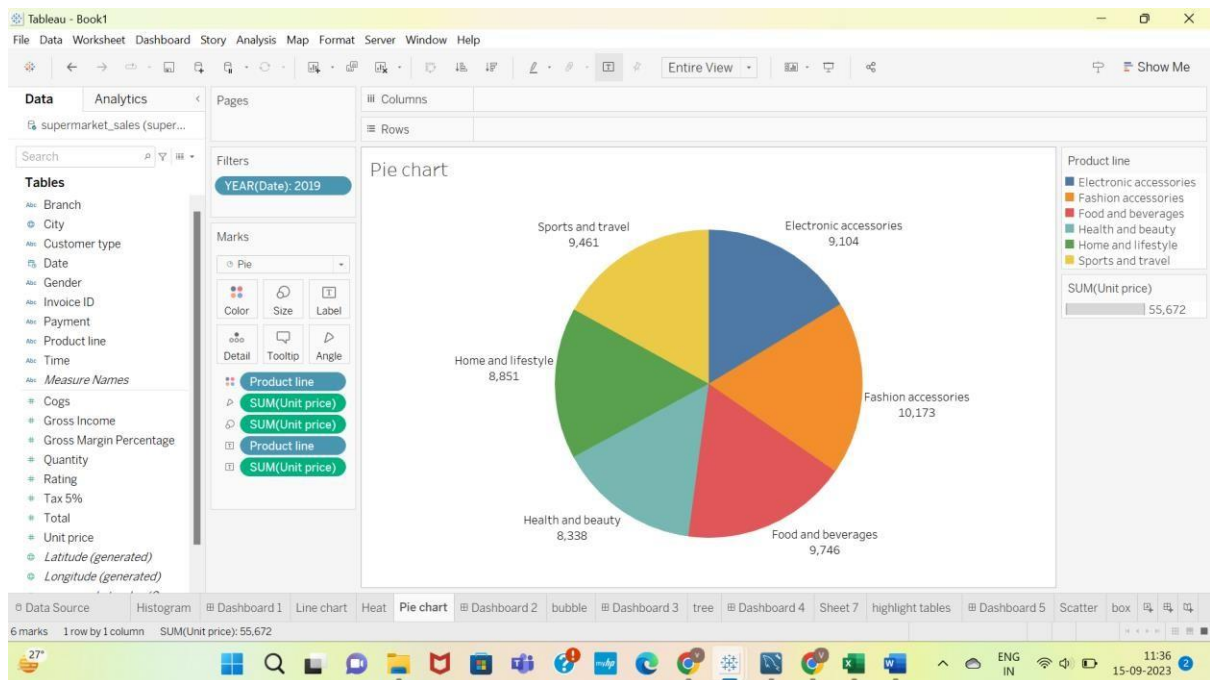 Tableau - Book1
File Data Worksheet Dashboard Story Analysis Map Format Server Window Help
Entire View
Show Me
Data Analytics
supermarket_sales (super...
Search
Tables
Abc Branch
City
Abc Customer type
Date
Abc Gender
Abc Invoice ID
Abc Payment
Abc Product line
Abc Time
Abc Measure Names
# Cogs
# Gross Income
# Gross Margin Percentage
# Quantity
# Rating
# Tax 5%
# Total
# Unit price
Latitude (generated)
Longitude (generated)
Pages
Filters
YEAR(Date): 2019
Marks
Pie
Color Size Label
Detail Tooltip Angle
Product line
SUM(Unit price)
SUM(Unit price)
Product line
SUM(Unit price)
Columns
Rows
Pie chart
Sports and travel
9,461
Electronic accessories
9,104
Home and lifestyle
8,851
Fashion accessories
10,173
Health and beauty
8,338
Food and beverages
9,746
Product line
Electronic accessories
Fashion accessories
Food and beverages
Health and beauty
Home and lifestyle
Sports and travel
SUM(Unit price)
55,672
Data Source Histogram Dashboard 1 Line chart Heat Pie chart Dashboard 2 bubble Dashboard 3 tree Dashboard 4 Sheet 7 highlight tables Dashboard 5 Scatter box
6 marks 1 row by 1 column SUM(Unit price): 55,672
27°
ENG
IN
11:36
15-09-2023
2